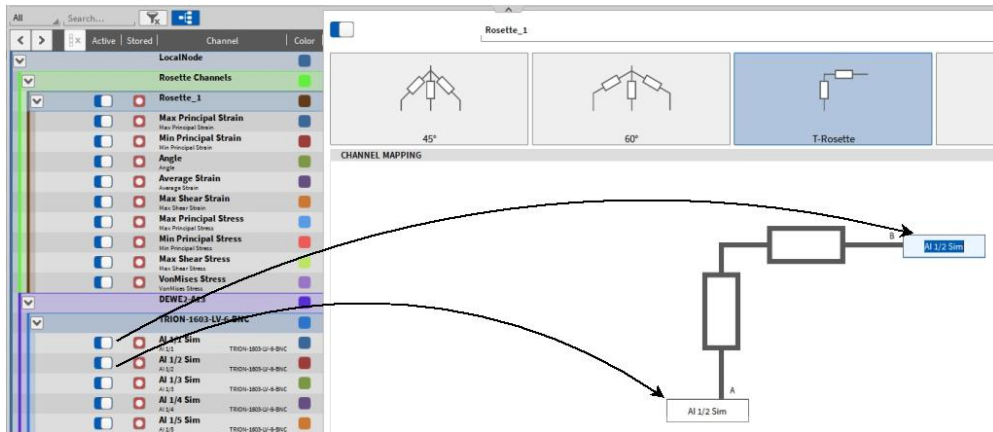 All
Search...
Active Stored Channel Color
LocalNode
Rosette Channels
Rosette_1
Max Principal Strain
Max Principal Strain
Min Principal Strain
Min Principal Strain
Angle
Angle
Average Strain
Average Strain
Max Shear Strain
Max Shear Strain
Max Principal Stress
Max Principal Stress
Min Principal Stress
Min Principal Stress
Max Shear Stress
Max Shear Stress
VonMises Stress
VonMises Stress
DEWE2-A13
TRION-1603-LV-6-BNC
AI 1/1 Sim
AI 1/1 TRION-1603-LV-6-BNC
AI 1/2 Sim
AI 1/2 TRION-1603-LV-6-BNC
AI 1/3 Sim
AI 1/3 TRION-1603-LV-6-BNC
AI 1/4 Sim
AI 1/4 TRION-1603-LV-6-BNC
AI 1/5 Sim
AI 1/5 TRION-1603-LV-6-BNC
Rosette_1
45° 60° T-Rosette
CHANNEL MAPPING
B
AI 1/2 Sim
A
AI 1/2 Sim